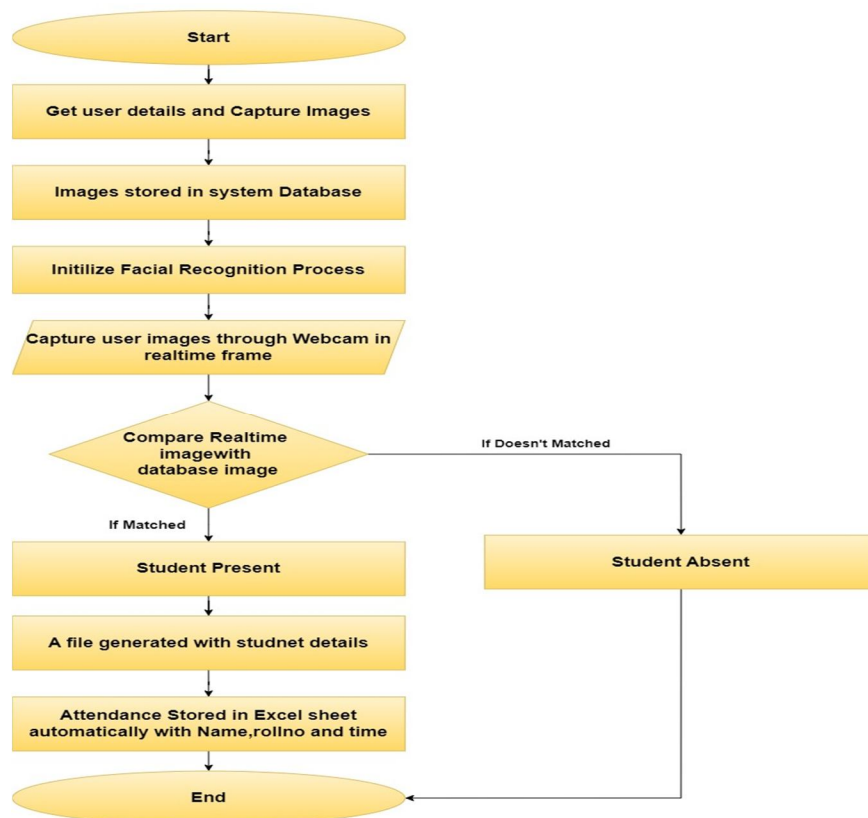 Start
Get user details and Capture Images
Images stored in system Database
Initilize Facial Recognition Process
Capture user images through Webcam in
realtime frame
Compare Realtime
imagewith
database image
If Doesn't Matched
If Matched
Student Present
Student Absent
A file generated with studnet details
Attendance Stored in Excel sheet
automatically with Name,rollno and time
End